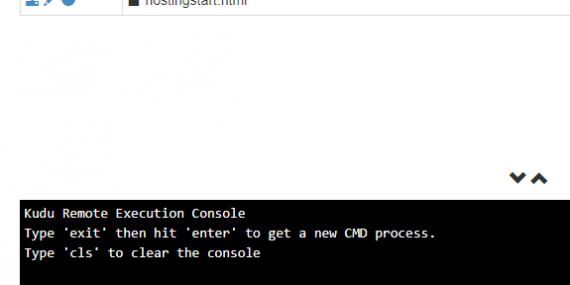 hostingstart.html
Kudu Remote Execution Console
Type 'exit' then hit 'enter' to get a new CMD process.
Type 'cls' to clear the console